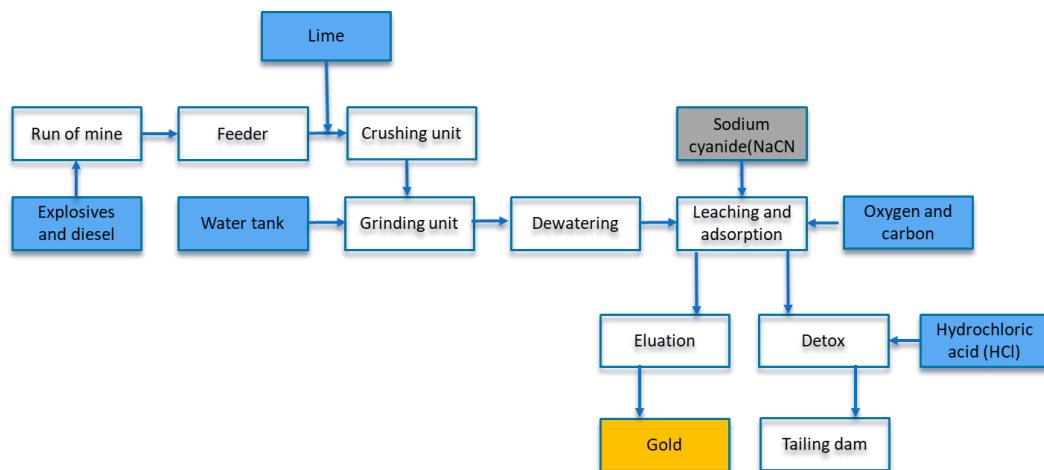 Lime
Run of mine
Feeder
Crushing unit
Sodium
cyanide(NaCN
Explosives
and diesel
Water tank
Grinding unit
Dewatering
Leaching and
adsorption
Oxygen and
carbon
Eluation
Detox
Hydrochloric
acid (HCl)
Gold
Tailing dam